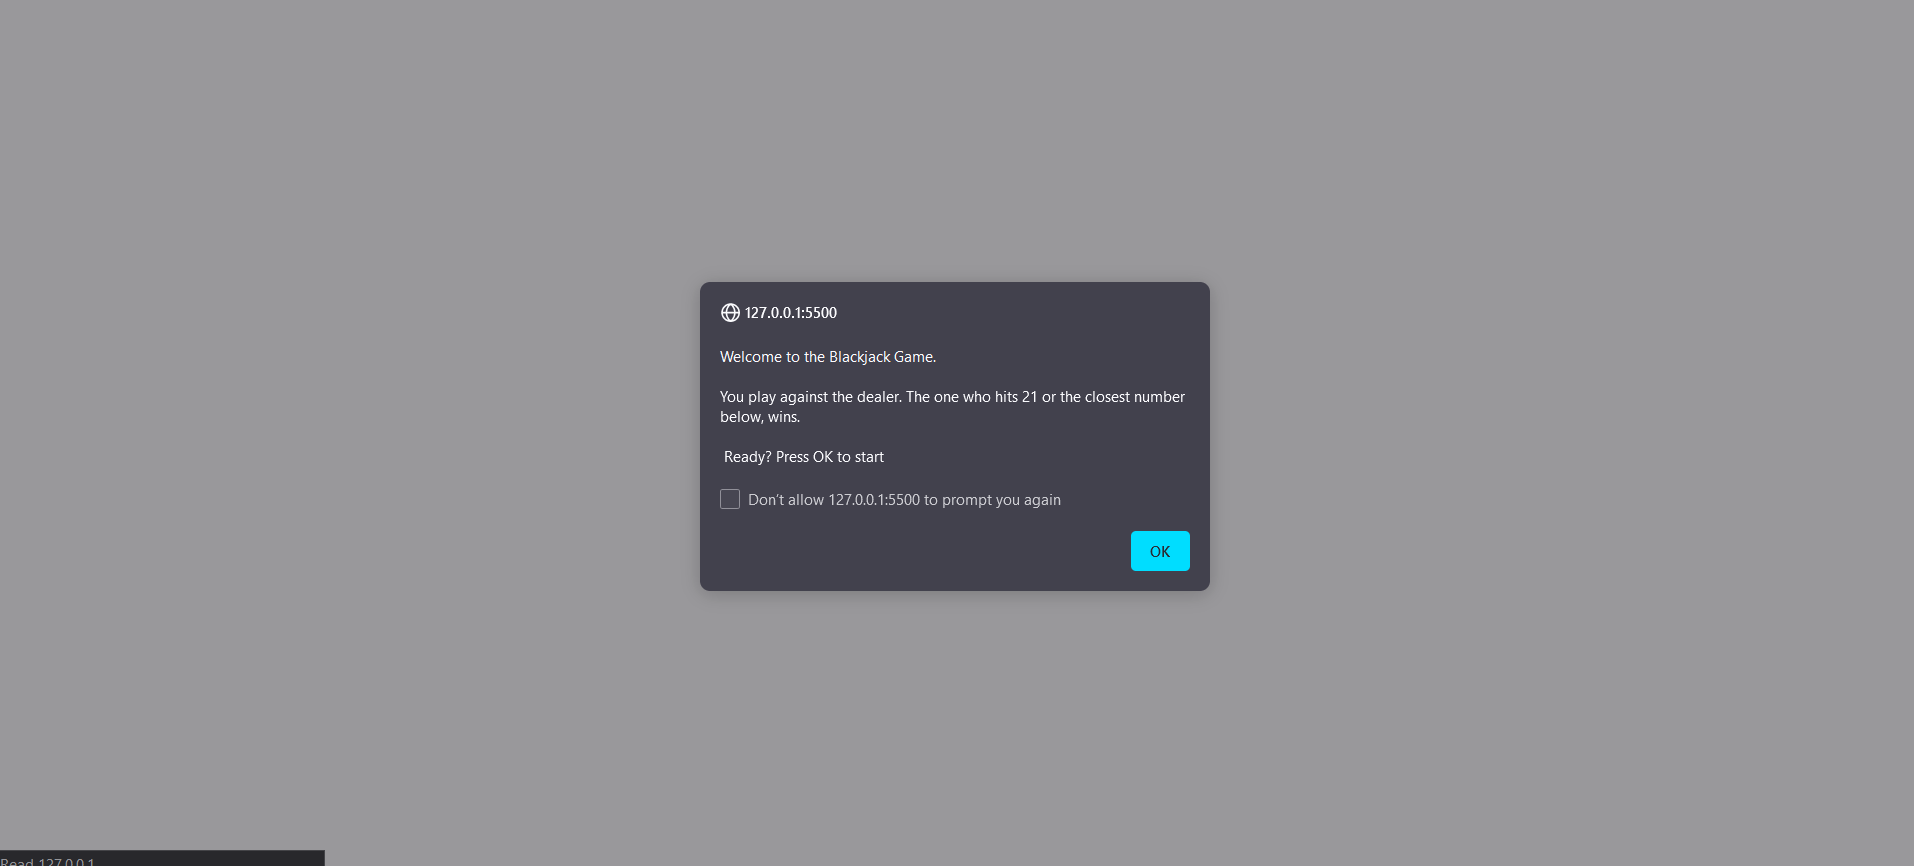 127.0.0.1:5500
Welcome to the Blackjack Game.
You play against the dealer. The one who hits 21 or the closest number
below, wins.
Ready? Press OK to start
Don't allow 127.0.0.1:5500 to prompt you again
OK
Read 127.0.0.1